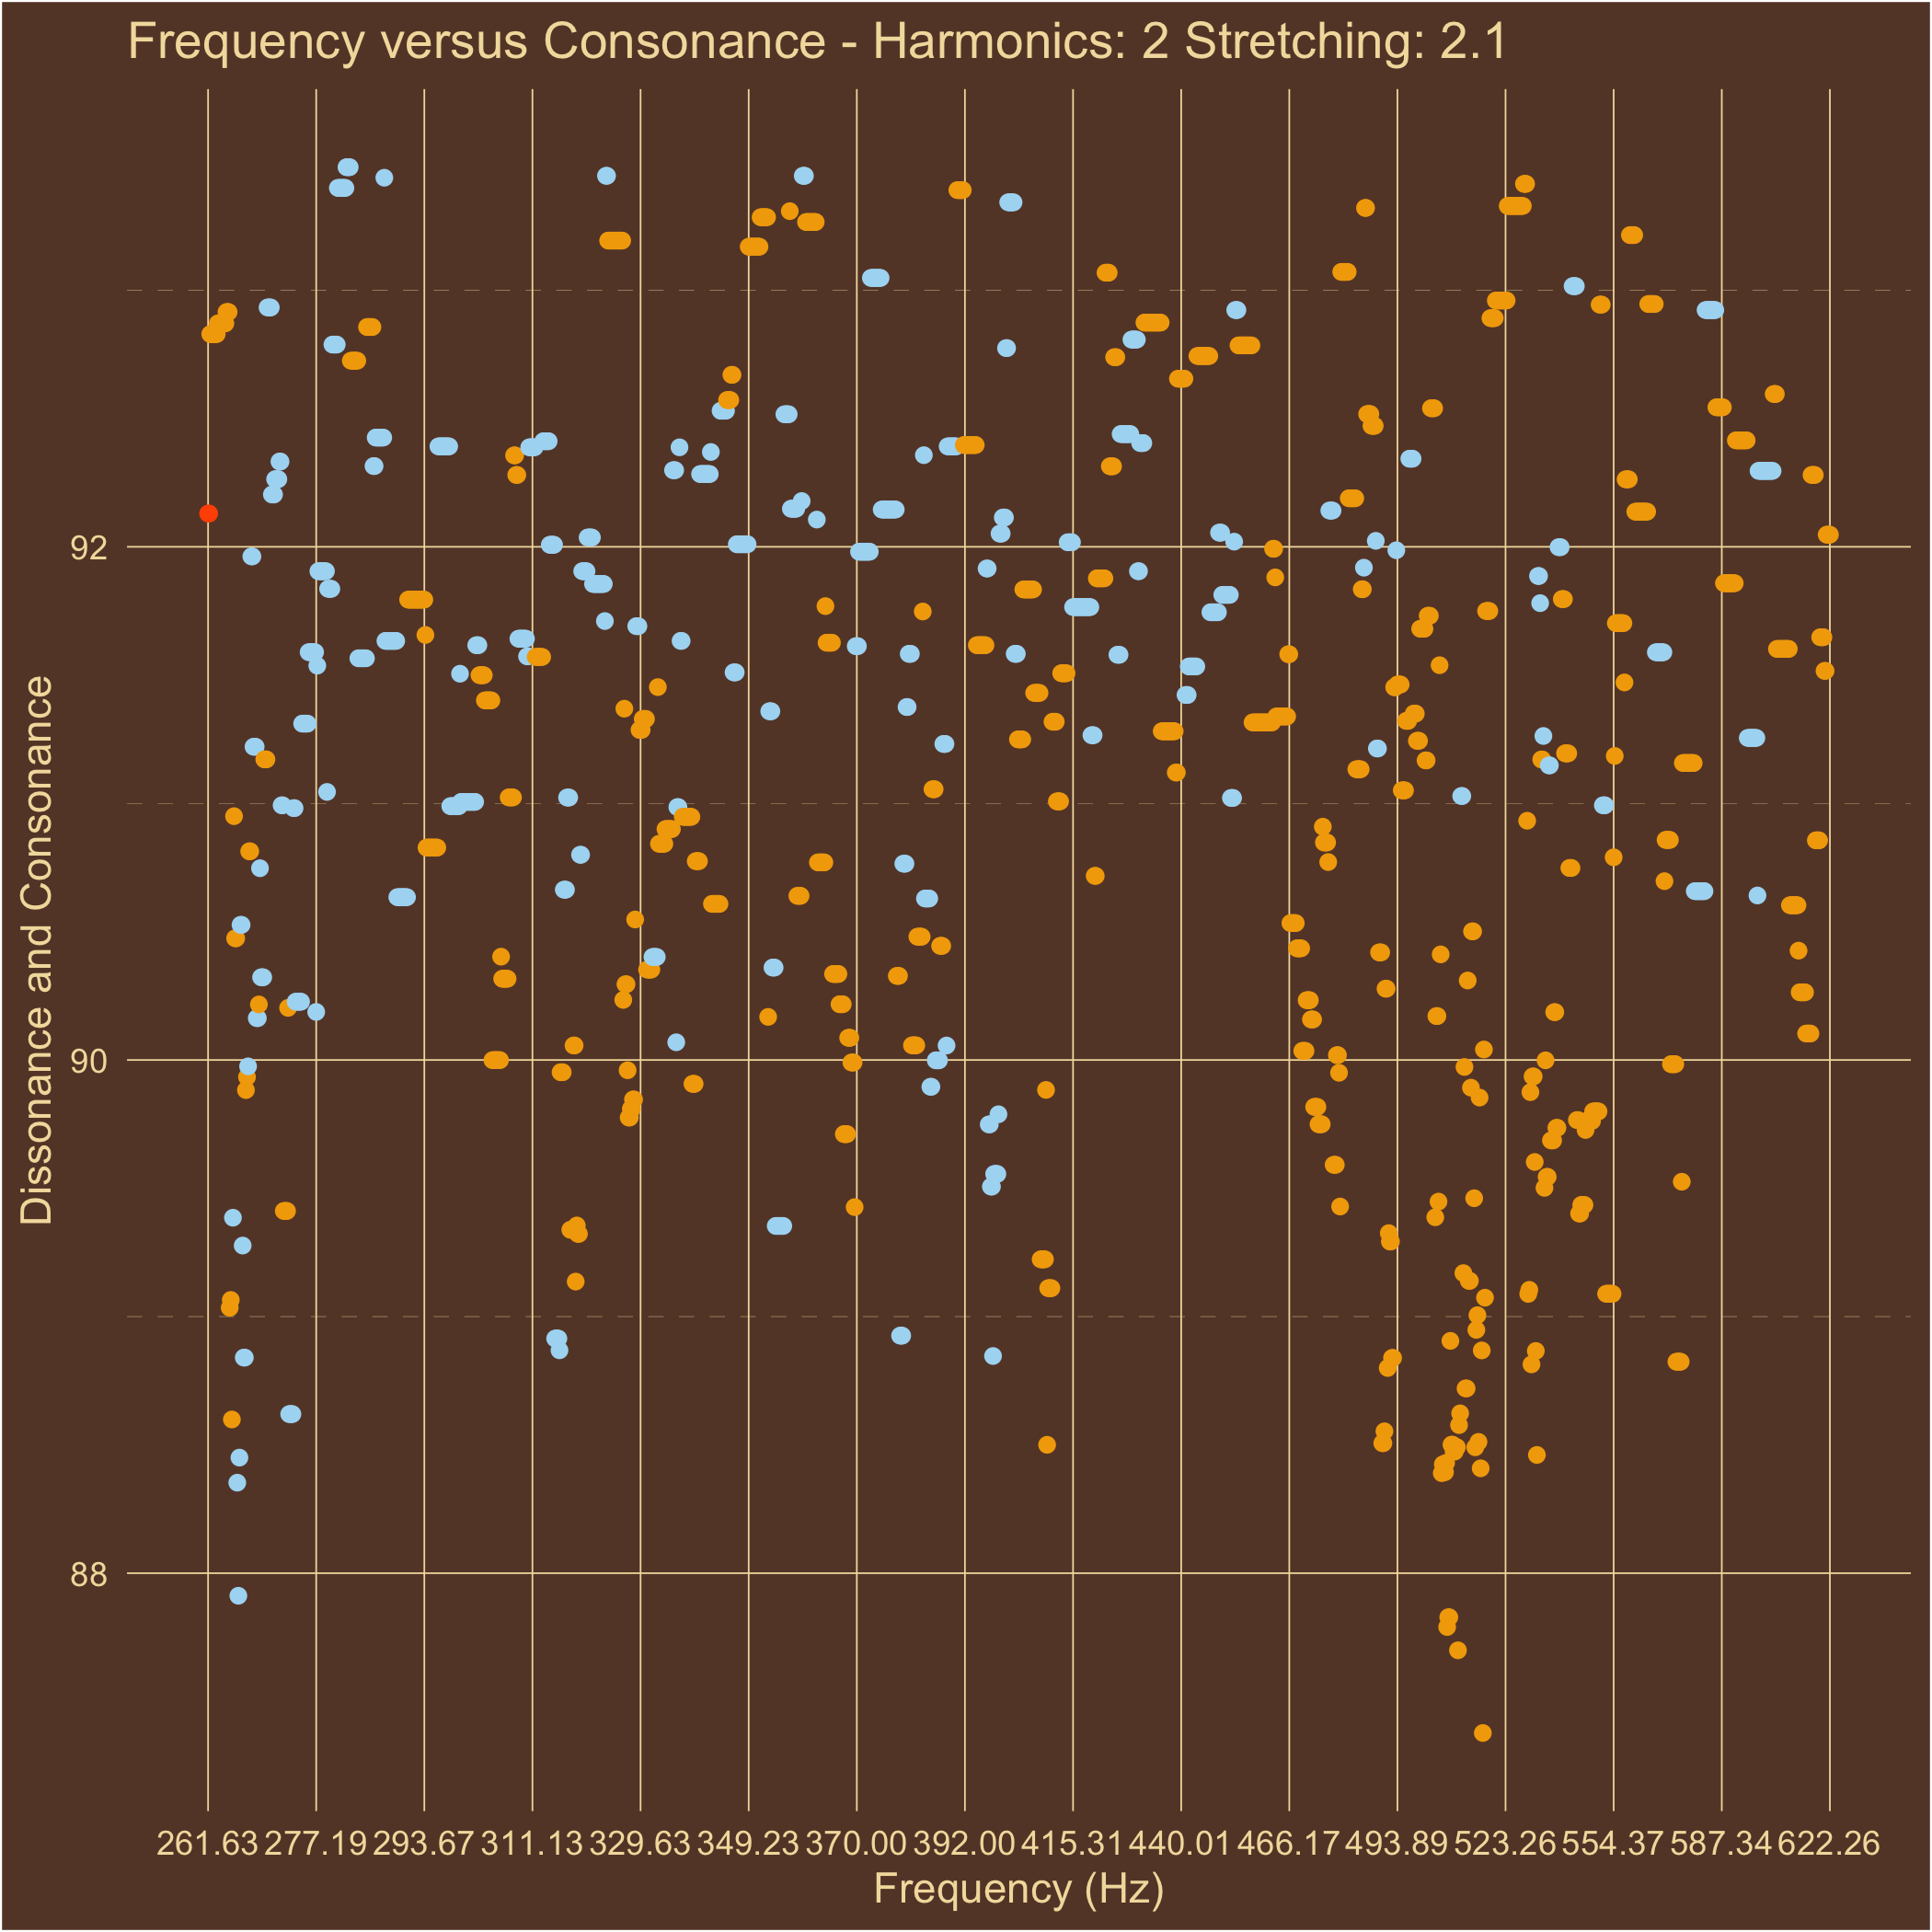 Frequency versus Consonance - Harmonics: 2 Stretching: 2.1
Dissonance and Consonance
92
90
88
261.63 277.19 293.67 311.13 329.63 349.23 370.00 392.00 415.31 440.01 466.17 493.89 523.26 554.37 587.34 622.26
Frequency (Hz)